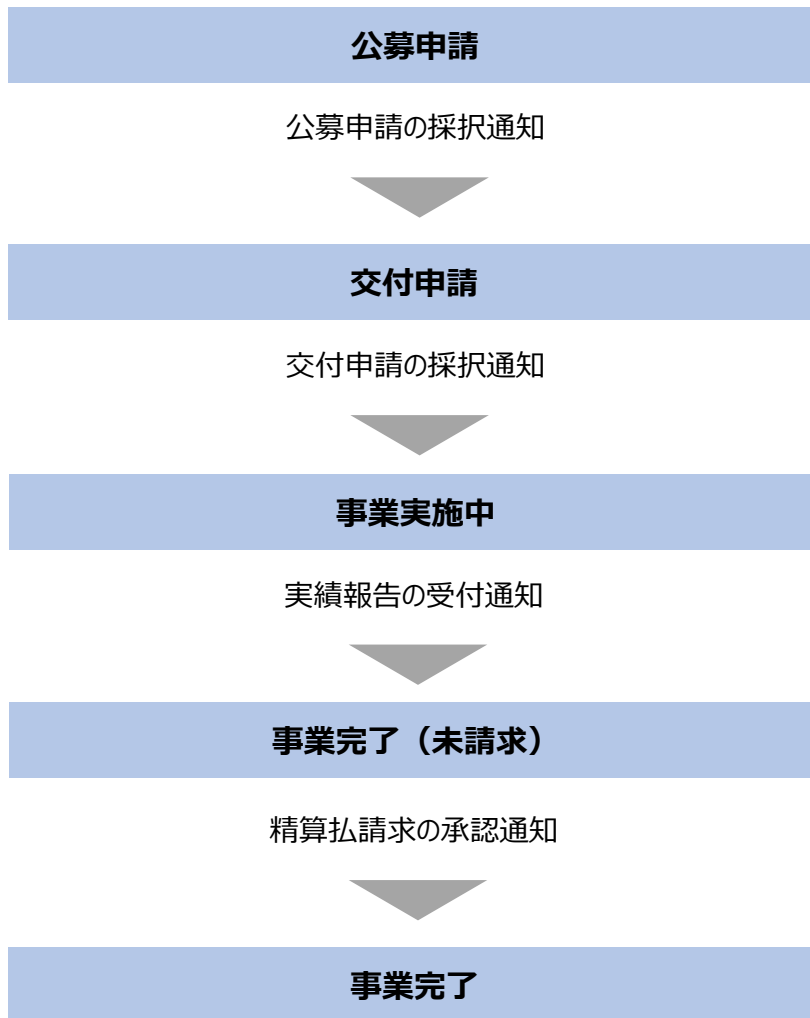 公募申請
公募申請の採択通知
交付申請
交付申請の採択通知
事業実施中
実績報告の受付通知
事業完了（未請求）
精算払請求の承認通知
事業完了